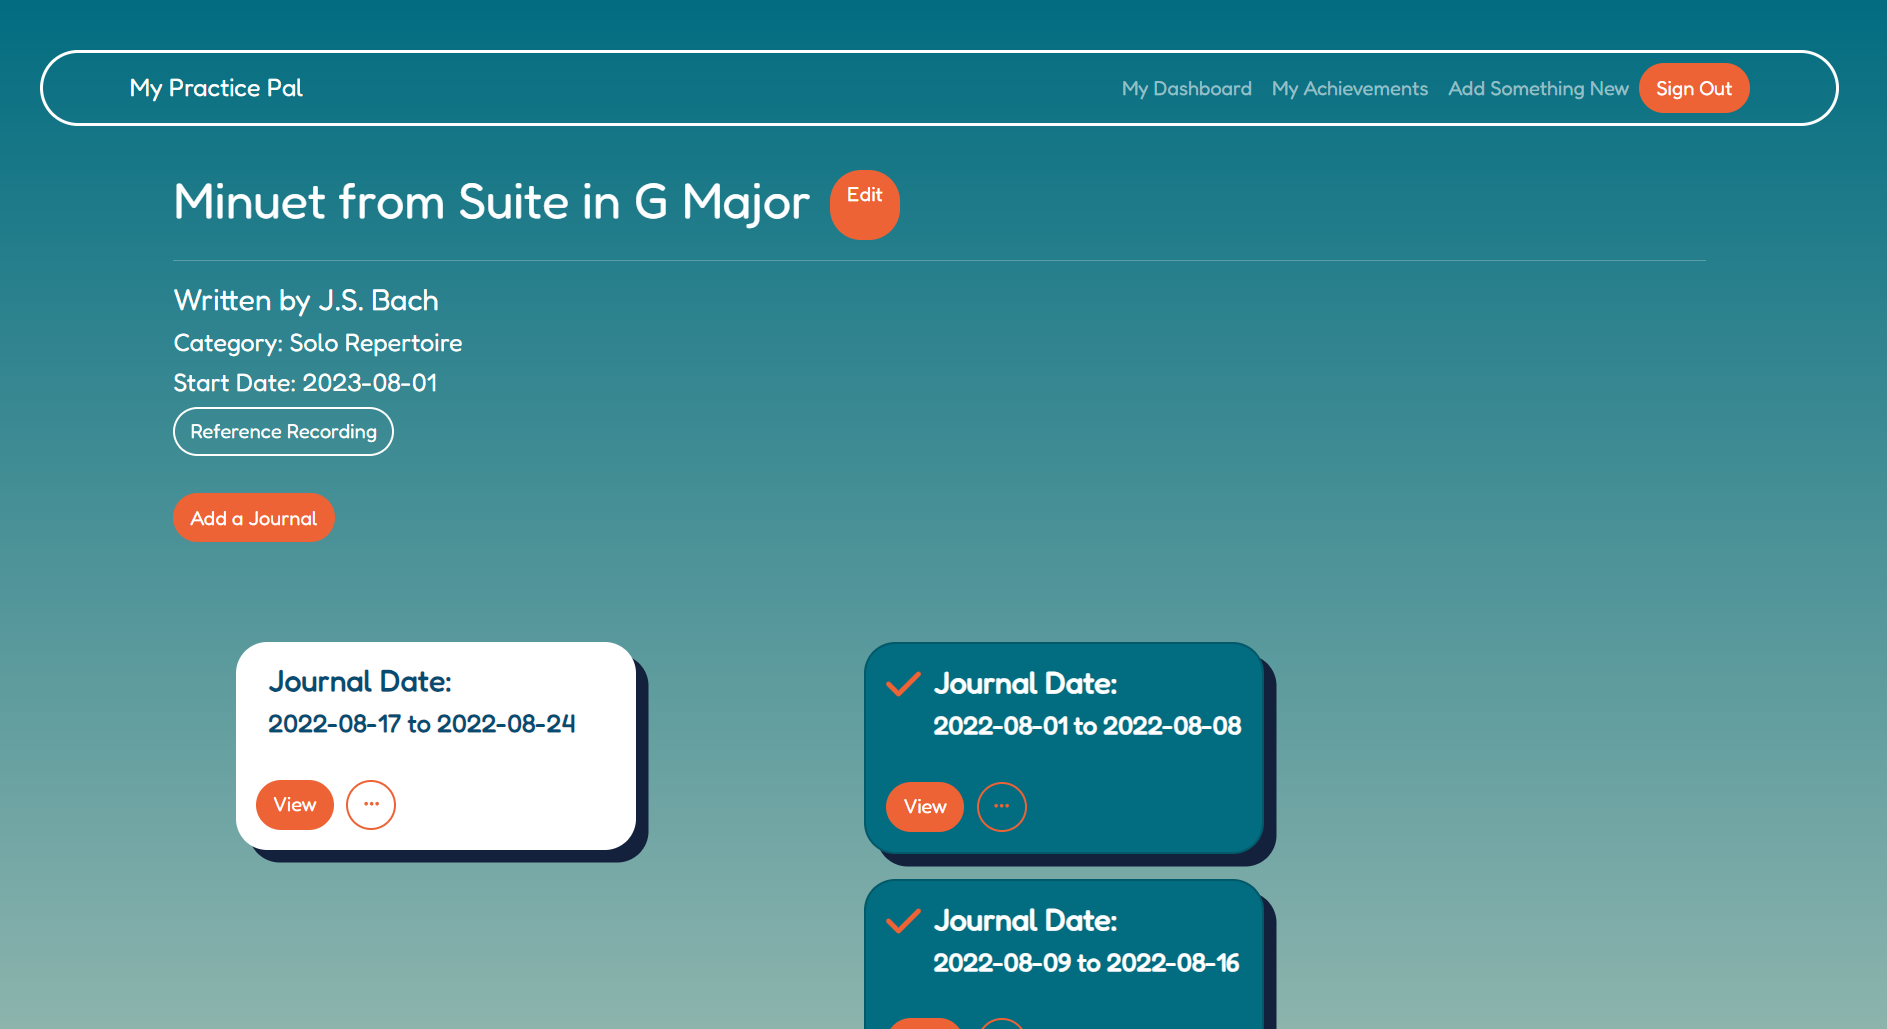 My Practice Pal
My Dashboard My Achievements Add Something New Sign Out
Minuet from Suite in G Major Edit
Written by J.S. Bach
Category: Solo Repertoire
Start Date: 2023-08-01
Reference Recording
Add a Journal
Journal Date:
2022-08-17 to 2022-08-24
View ...
Journal Date:
2022-08-01 to 2022-08-08
View ...
Journal Date:
2022-08-09 to 2022-08-16